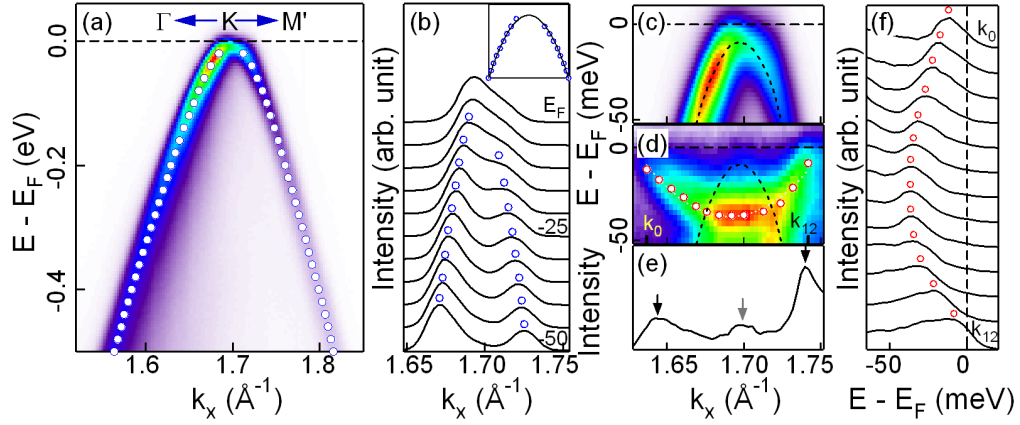 (a) Γ K M'
E - E_F (eV)
0.0
-0.2
-0.4
1.6 1.7 1.8
k_x (Å⁻¹)
(b)
Intensity (arb. unit)
E_F
-25
-50
1.65 1.70 1.75
k_x (Å⁻¹)
(c)
E - E_F (meV)
0
-50
(d)
0
-50
k_0 k_12
(e)
Intensity
1.65 1.70 1.75
k_x (Å⁻¹)
(f)
Intensity (arb. unit)
k_0
k_12
-50 0
E - E_F (meV)